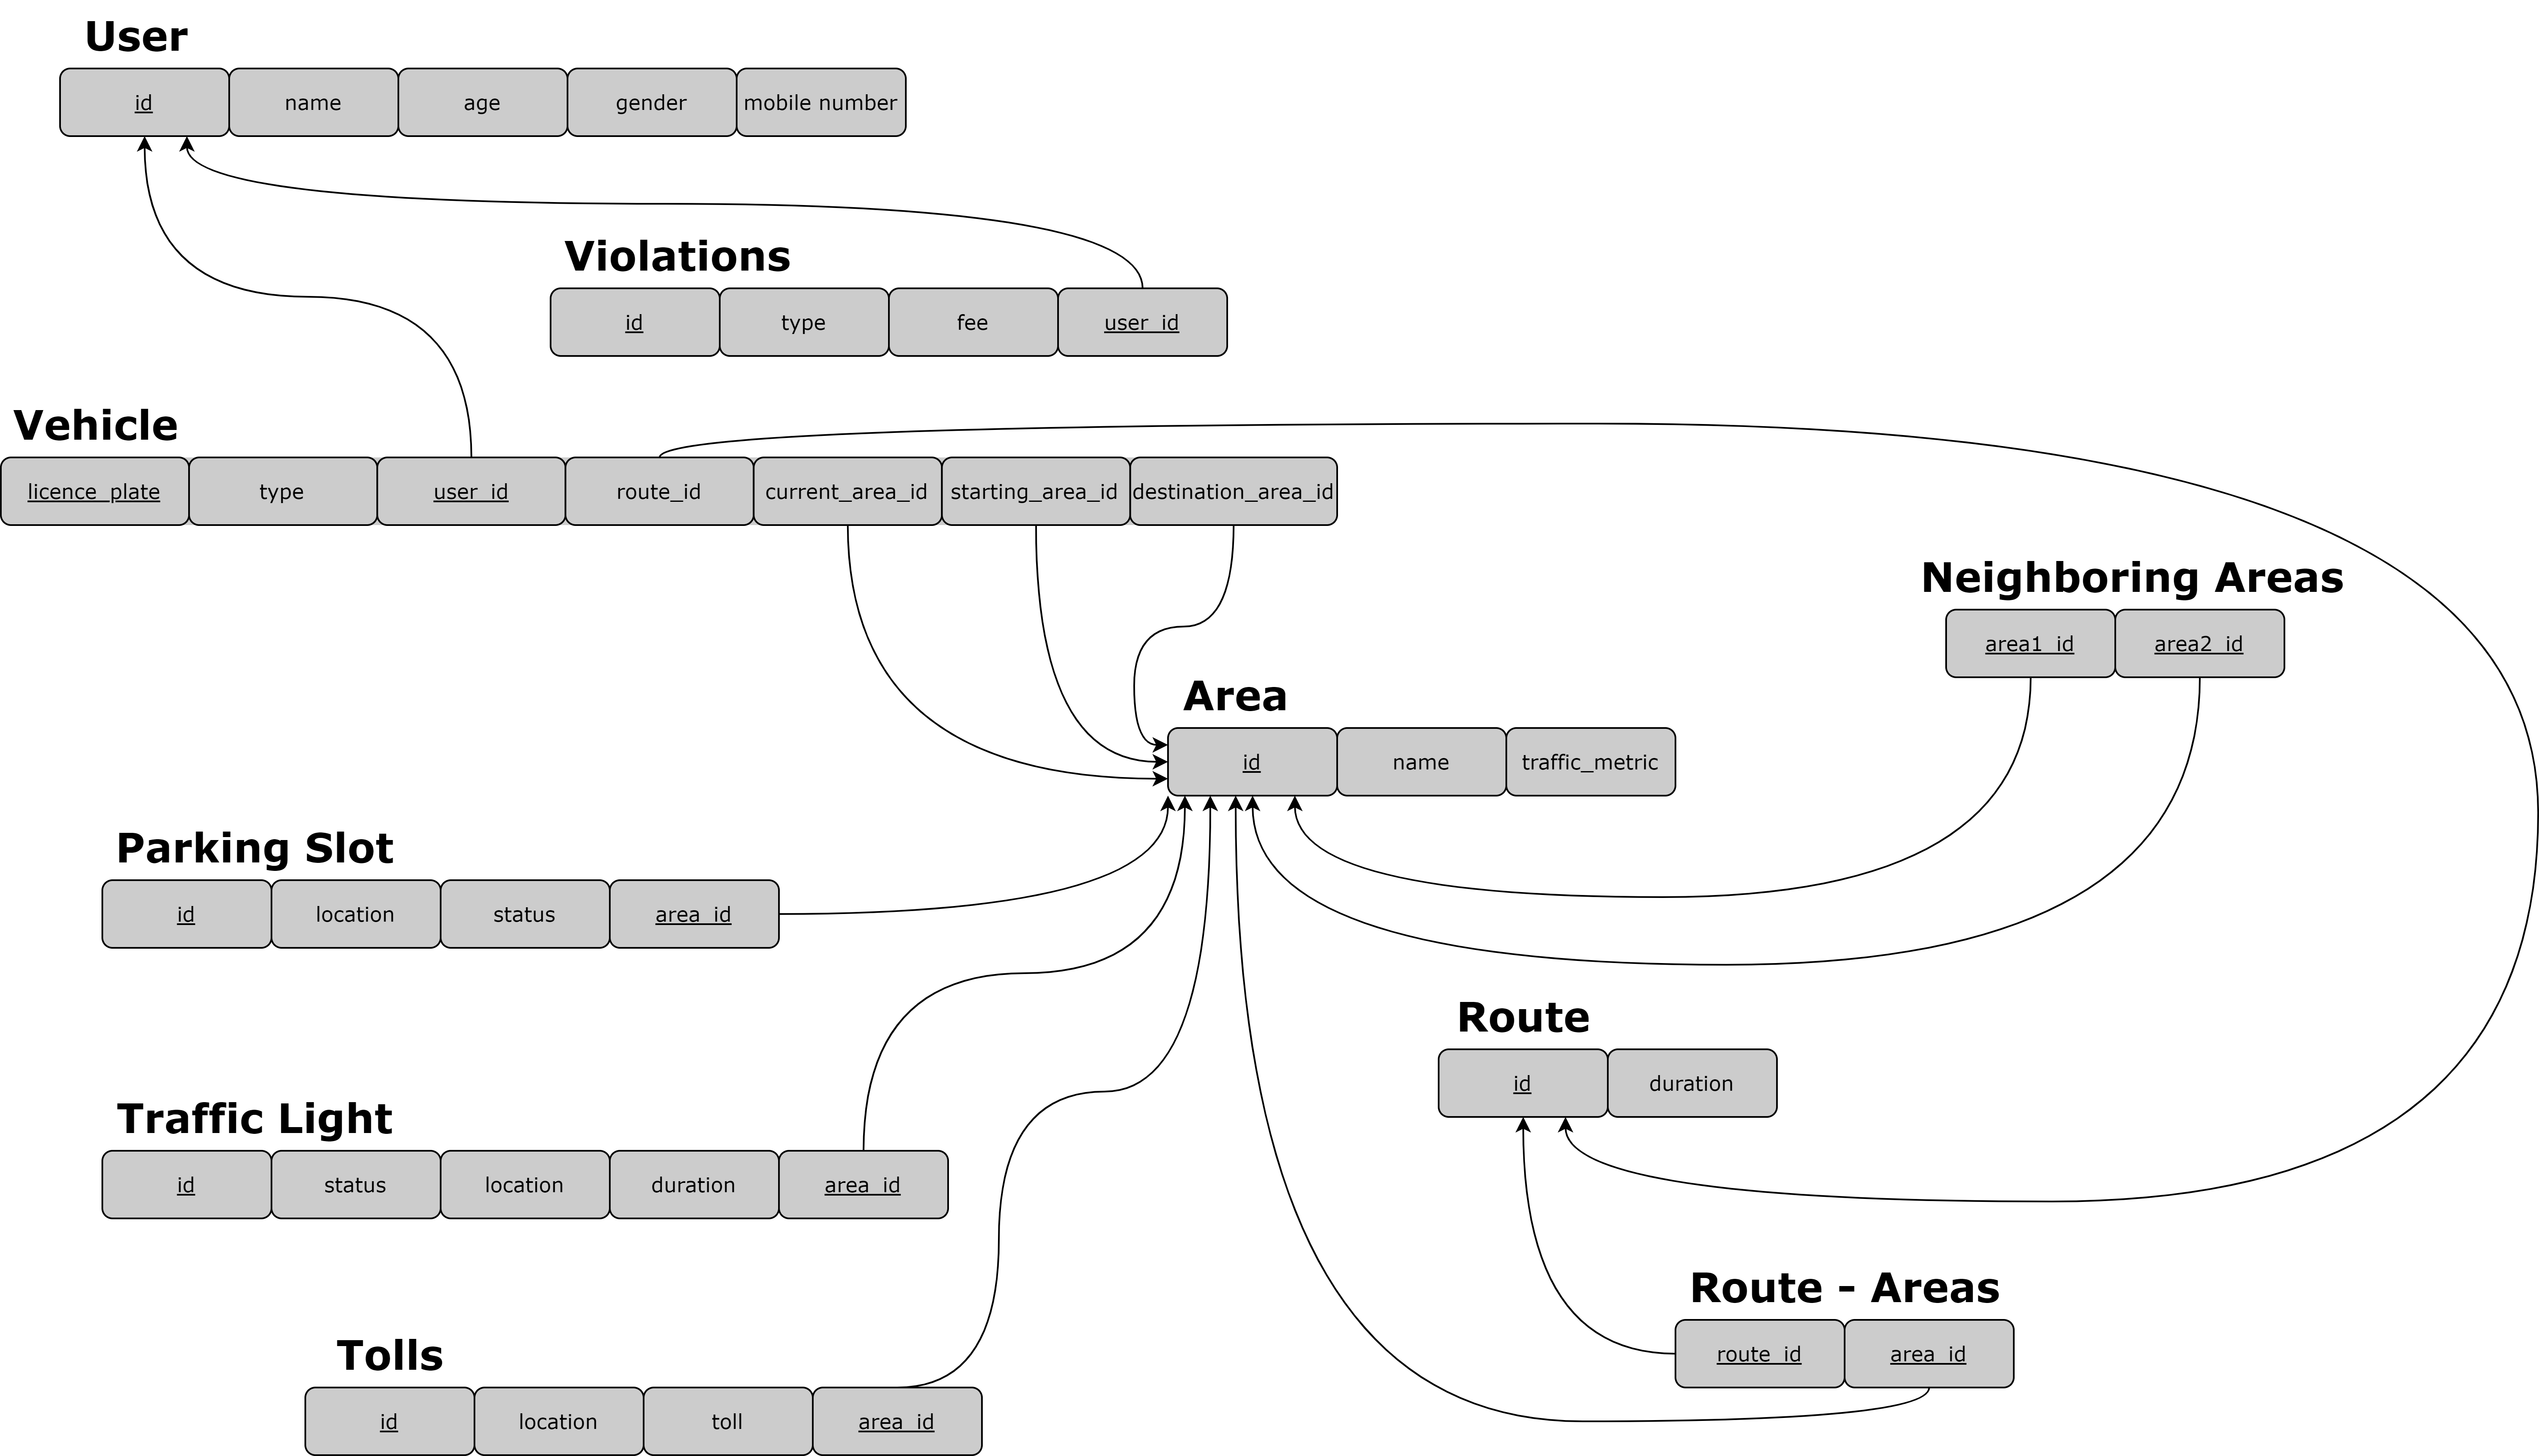 User
id name age gender mobile number
Violations
id type fee user_id
Vehicle
licence_plate type user_id route_id current_area_id starting_area_id destination_area_id
Neighboring Areas
area1_id area2_id
Area
id name traffic_metric
Parking Slot
id location status area_id
Route
id duration
Traffic Light
id status location duration area_id
Route - Areas
route_id area_id
Tolls
id location toll area_id